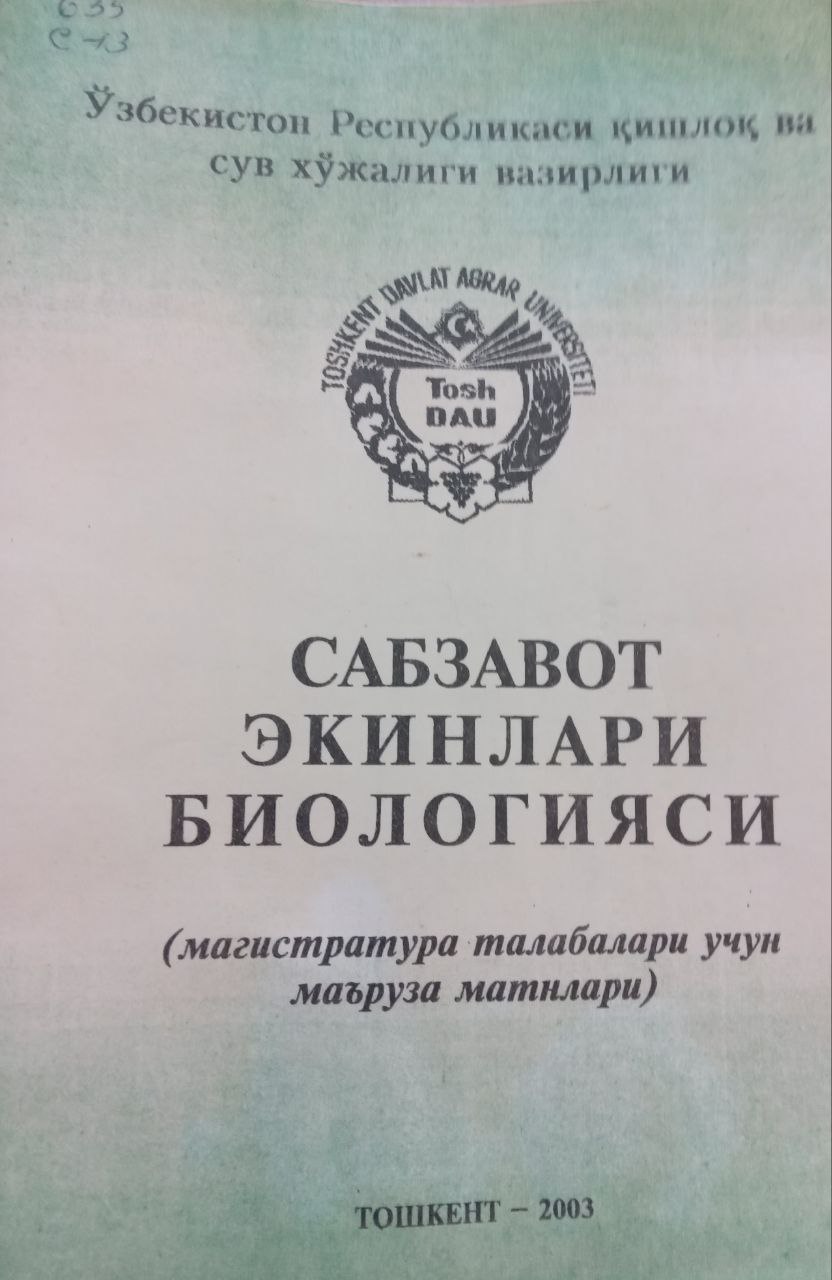 635
С-13
Ўзбекистон Республикаси қишлоқ ва
сув хўжалиги вазирлиги
TOSHKENT DAVLAT AGRAR UNIVERSITETI
Tosh
DAU
САБЗАВОТ
ЭКИНЛАРИ
БИОЛОГИЯСИ
(магистратура талабалари учун
маъруза матнлари)
ТОШКЕНТ – 2003